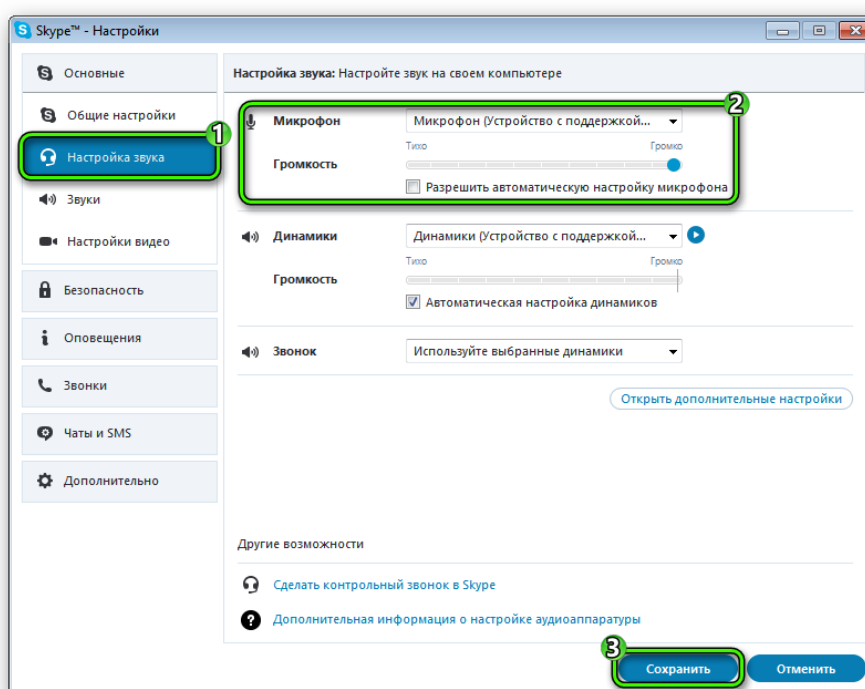 Skype™ - Настройки
Основные
Общие настройки
1
Настройка звука
Звуки
Настройки видео
Безопасность
Оповещения
Звонки
Чаты и SMS
Дополнительно
Настройка звука: Настройте звук на своем компьютере
2
Микрофон Микрофон (Устройство с поддержкой...
Тихо Громко
Громкость
Разрешить автоматическую настройку микрофона
Динамики Динамики (Устройство с поддержкой...
Тихо Громко
Громкость
Автоматическая настройка динамиков
Звонок Используйте выбранные динамики
Открыть дополнительные настройки
Другие возможности
Сделать контрольный звонок в Skype
Дополнительная информация о настройке аудиоаппаратуры
3
Сохранить Отменить